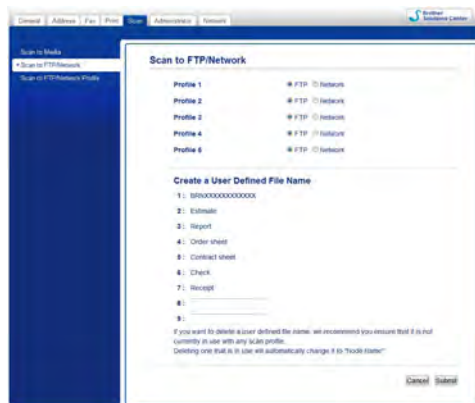 General Address Fax Print Scan Administrator Network
Brother
Solutions Center
Scan to Media
Scan to FTP/Network
Scan to FTP/Network Profile
Scan to FTP/Network
Profile 1 FTP Network
Profile 2 FTP Network
Profile 3 FTP Network
Profile 4 FTP Network
Profile 5 FTP Network
Create a User Defined File Name
1 : BRNXXXXXXXXXXXX
2 : Estimate
3 : Report
4 : Order sheet
5 : Contract sheet
6 : Check
7 : Receipt
8 :
9 :
If you want to delete a user defined file name, we recommend you ensure that it is not
currently in use with any scan profile.
Deleting one that is in use will automatically change it to "Node Name"
Cancel Submit